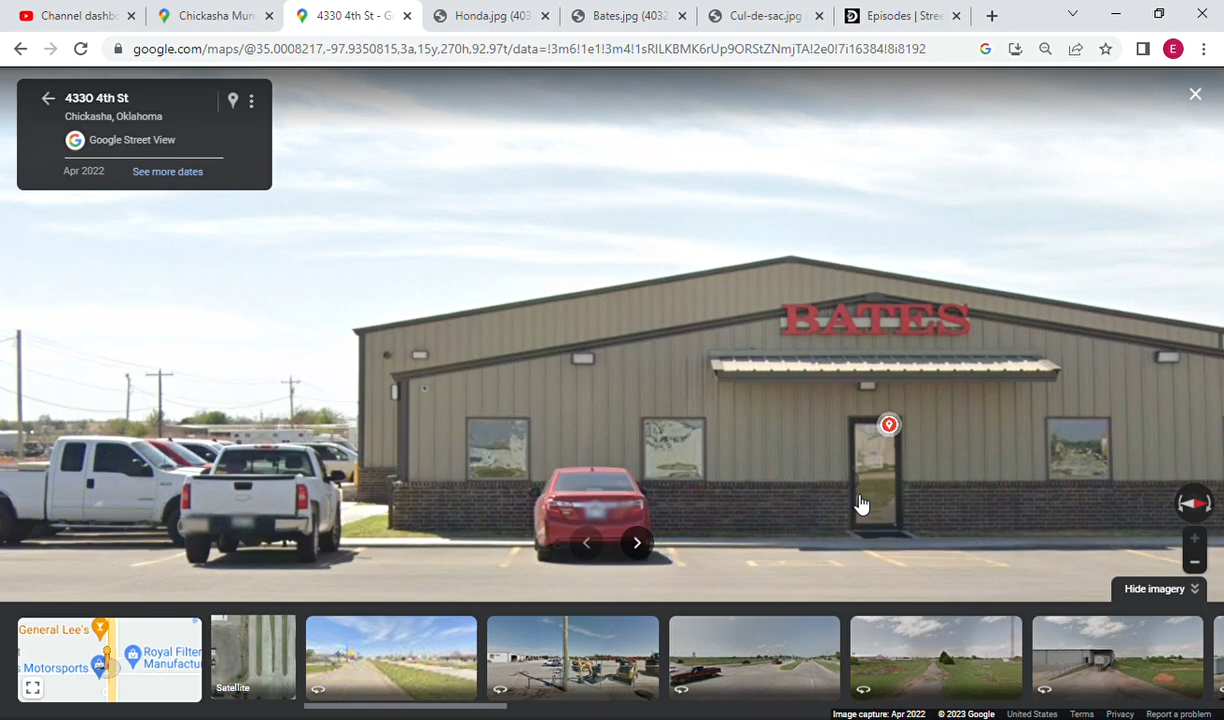 Channel dashbo
Chickasha Mun
4330 4th St - Go
Honda.jpg (403
Bates.jpg (4032
Cul-de-sac.jpg
Episodes | Stree
google.com/maps/@35.0008217,-97.9350815,3a,15y,270h,92.97t/data=!3m6!1e1!3m4!1sRILKBMK6rUp9ORStZNmjTA!2e0!7i16384!8i8192
E
4330 4th St
Chickasha, Oklahoma
Google Street View
Apr 2022
See more dates
BATES
Hide imagery
General Lee's
t
s Motorsports
Royal Filter
Manufactur
Satellite
Image capture: Apr 2022
© 2023 Google
United States
Terms
Privacy
Report a problem